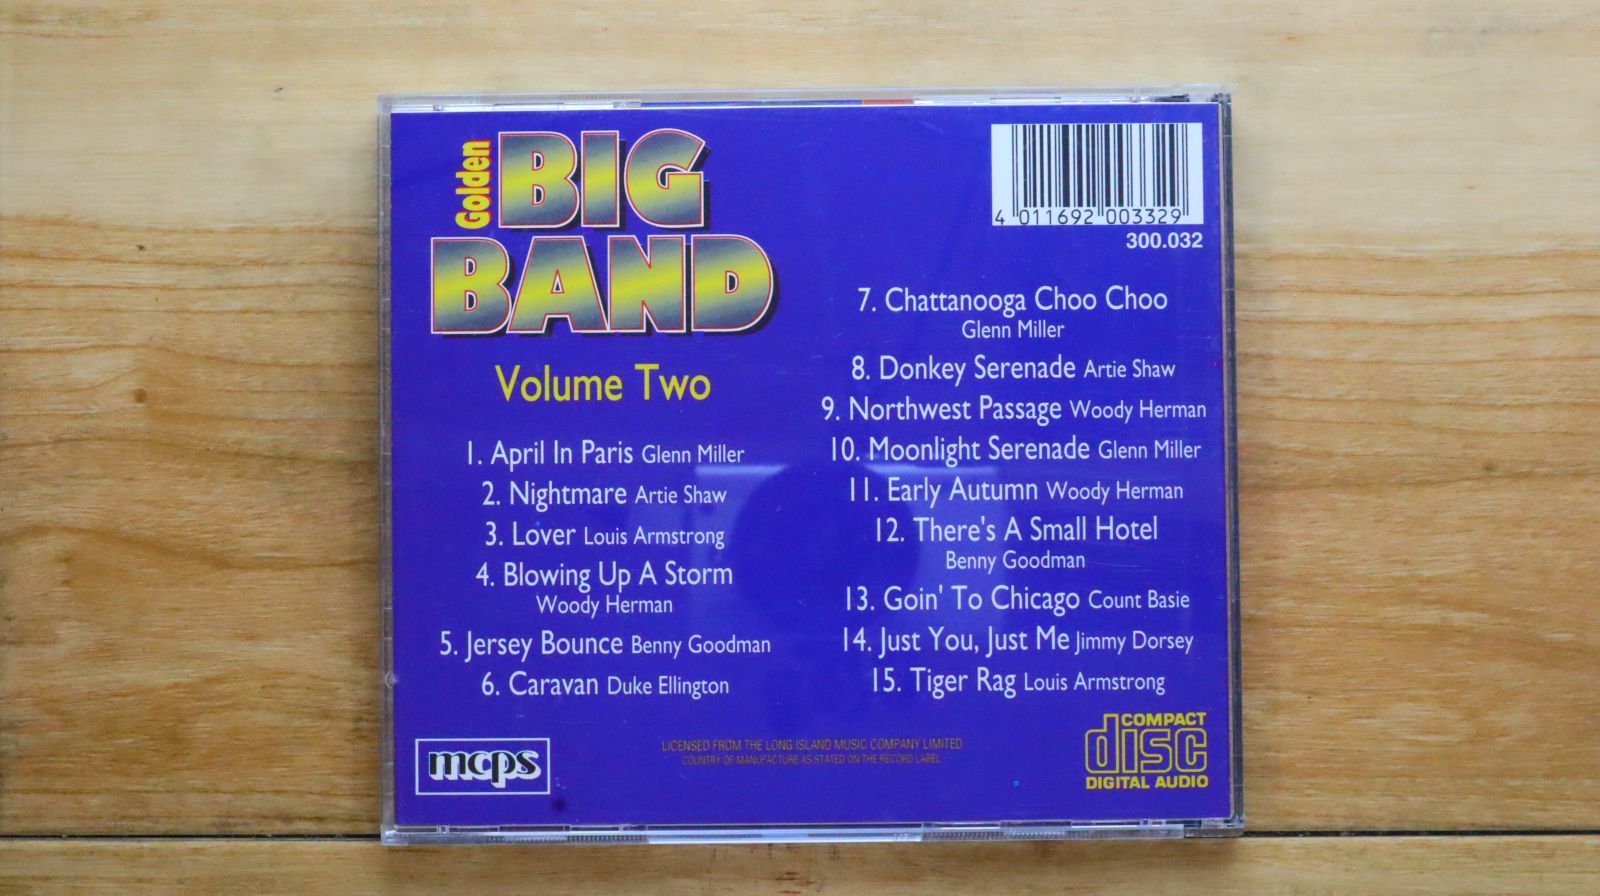 Golden
BIG
BAND
Volume Two
1. April In Paris Glenn Miller
2. Nightmare Artie Shaw
3. Lover Louis Armstrong
4. Blowing Up A Storm
Woody Herman
5. Jersey Bounce Benny Goodman
6. Caravan Duke Ellington
mcps
4 011692 003329
300.032
7. Chattanooga Choo Choo
Glenn Miller
8. Donkey Serenade Artie Shaw
9. Northwest Passage Woody Herman
10. Moonlight Serenade Glenn Miller
11. Early Autumn Woody Herman
12. There's A Small Hotel
Benny Goodman
13. Goin' To Chicago Count Basie
14. Just You, Just Me Jimmy Dorsey
15. Tiger Rag Louis Armstrong
LICENSED FROM THE LONG ISLAND MUSIC COMPANY LIMITED
COUNTRY OF MANUFACTURE AS STATED ON THE RECORD LABEL
COMPACT
disc
DIGITAL AUDIO